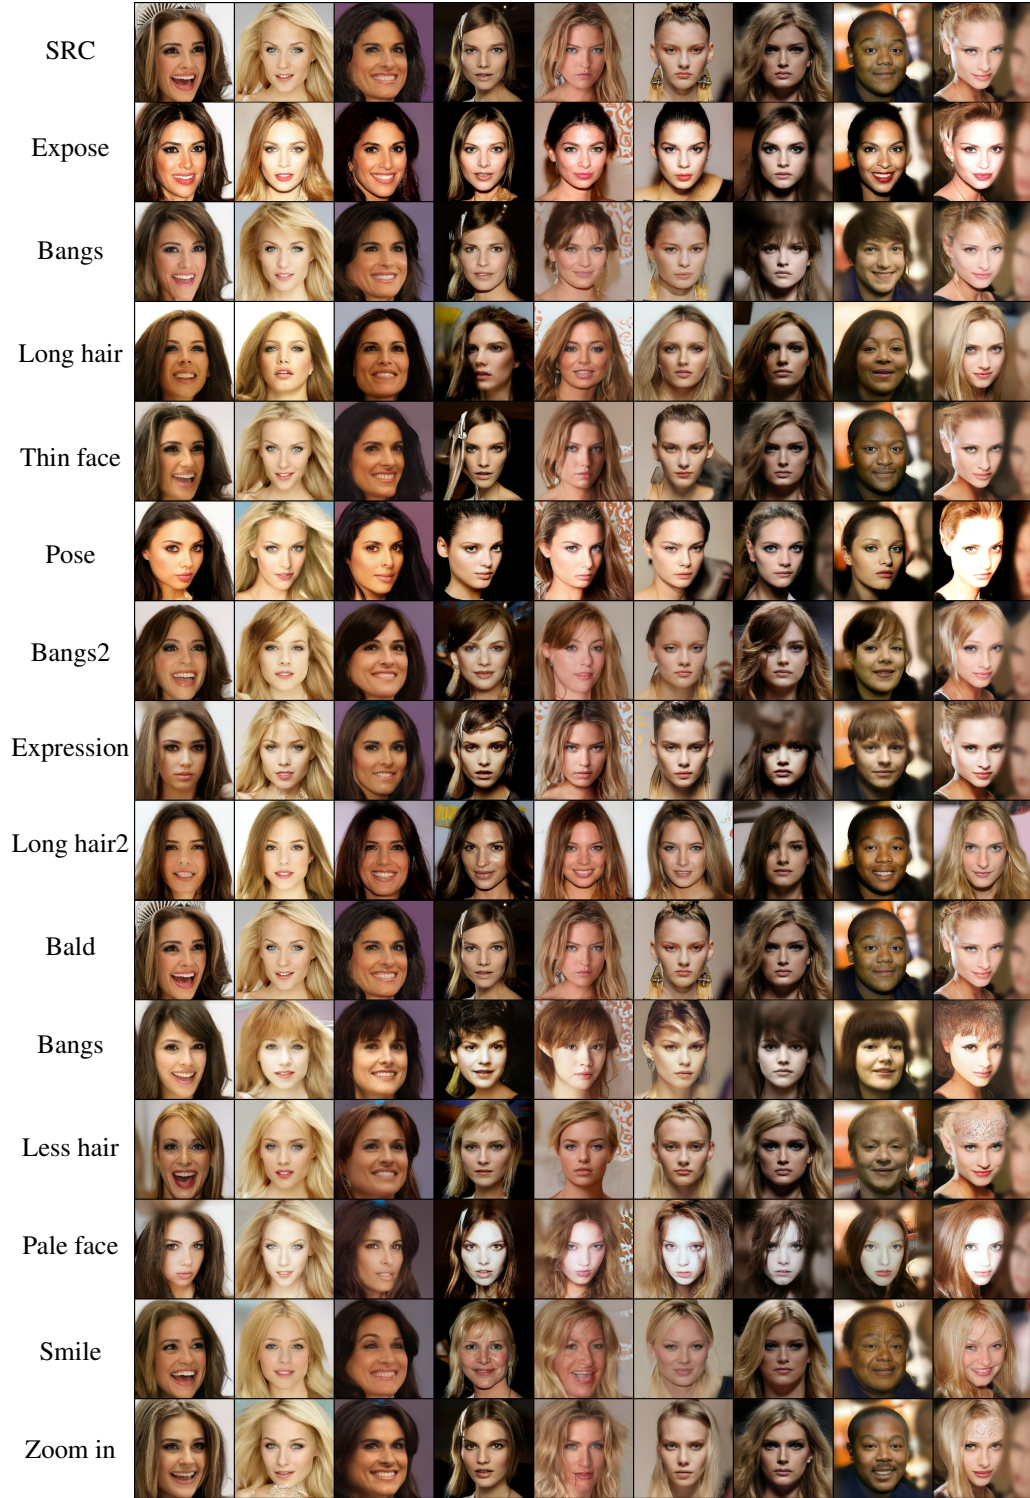 SRC
Expose
Bangs
Long hair
Thin face
Pose
Bangs2
Expression
Long hair2
Bald
Bangs
Less hair
Pale face
Smile
Zoom in